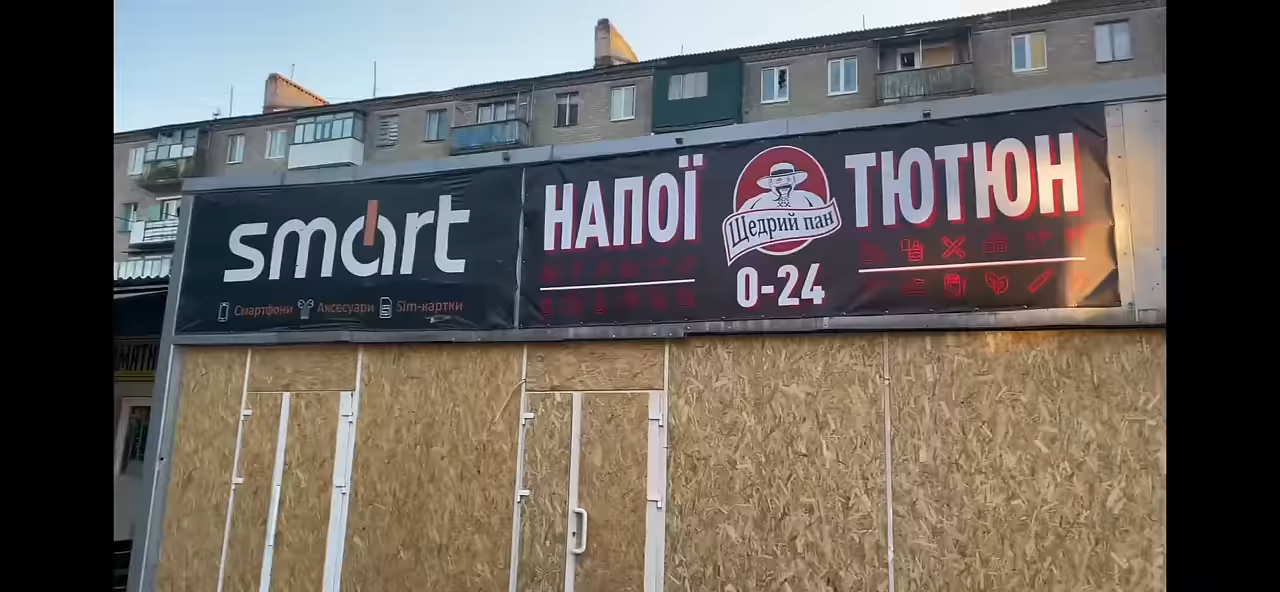 smart
Смартфони Аксесуари Sim-картки
НАПОЇ
Щедрий пан
0-24
ТЮТЮН